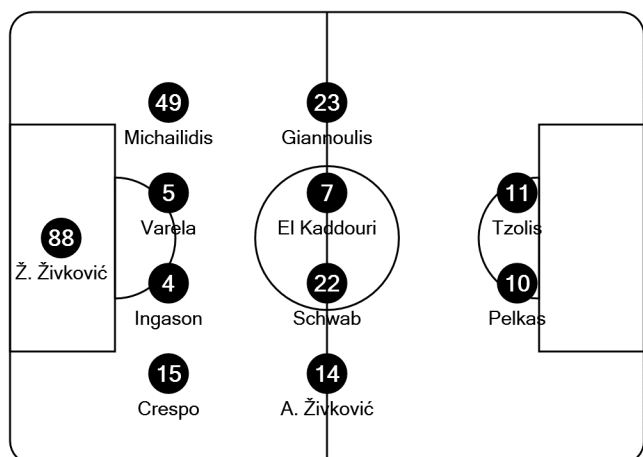 49
Michailidis
23
Giannoulis
5
Varela
7
El Kaddouri
11
Tzolis
88
Ž. Živković
4
Ingason
22
Schwab
10
Pelkas
15
Crespo
14
A. Živković